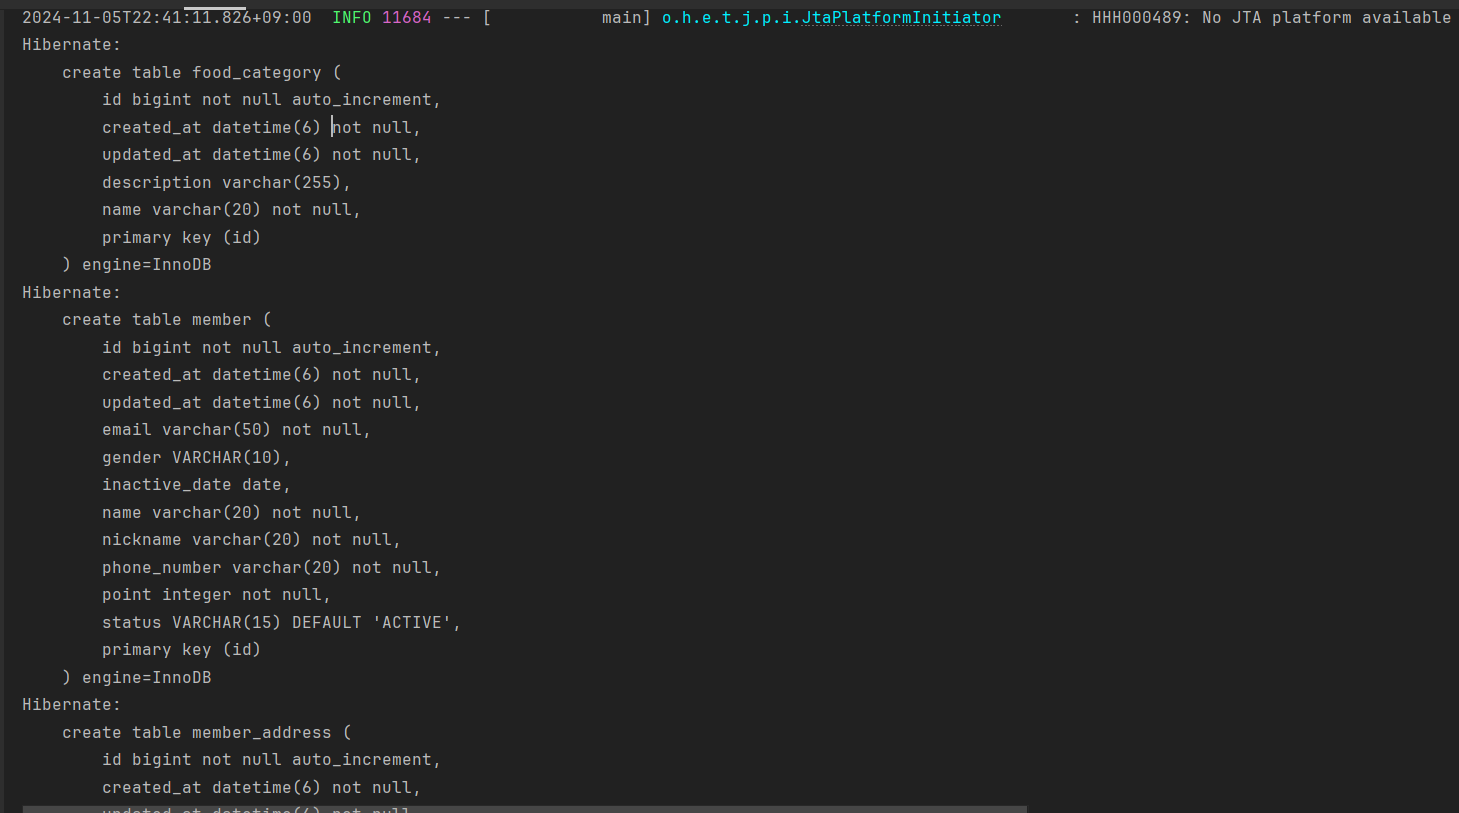 2024-11-05T22:41:11.826+09:00  INFO 11684 --- [           main] o.h.e.t.j.p.i.JtaPlatformInitiator       : HHH000489: No JTA platform available
Hibernate:
    create table food_category (
        id bigint not null auto_increment,
        created_at datetime(6) not null,
        updated_at datetime(6) not null,
        description varchar(255),
        name varchar(20) not null,
        primary key (id)
    ) engine=InnoDB
Hibernate:
    create table member (
        id bigint not null auto_increment,
        created_at datetime(6) not null,
        updated_at datetime(6) not null,
        email varchar(50) not null,
        gender VARCHAR(10),
        inactive_date date,
        name varchar(20) not null,
        nickname varchar(20) not null,
        phone_number varchar(20) not null,
        point integer not null,
        status VARCHAR(15) DEFAULT 'ACTIVE',
        primary key (id)
    ) engine=InnoDB
Hibernate:
    create table member_address (
        id bigint not null auto_increment,
        created_at datetime(6) not null,